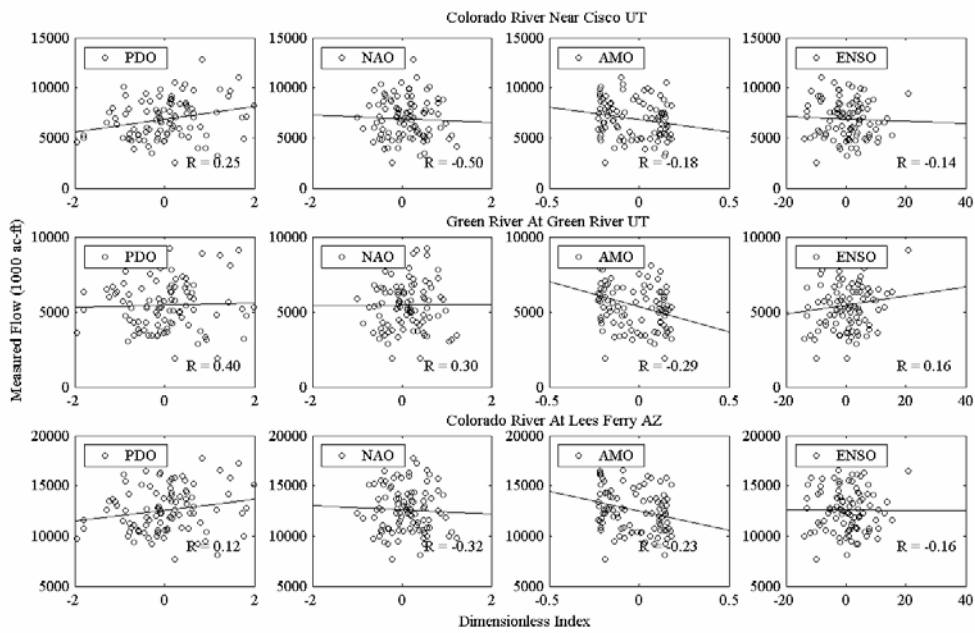 Colorado River Near Cisco UT
15000
10000
5000
0
PDO
R = 0.25
-2
0
2
15000
10000
5000
0
NAO
R = -0.50
-2
0
2
15000
10000
5000
0
AMO
R = -0.18
-0.5
0
0.5
15000
10000
5000
0
ENSO
R = -0.14
-20
0
20
40
Measured Flow (1000 ac-ft)
Green River At Green River UT
10000
5000
0
PDO
R = 0.40
-2
0
2
10000
5000
0
NAO
R = 0.30
-2
0
2
10000
5000
0
AMO
R = -0.29
-0.5
0
0.5
10000
5000
0
ENSO
R = 0.16
-20
0
20
40
Colorado River At Lees Ferry AZ
20000
15000
10000
5000
PDO
R = 0.12
-2
0
2
20000
15000
10000
5000
NAO
R = -0.32
-2
0
2
20000
15000
10000
5000
AMO
R = -0.23
-0.5
0
0.5
20000
15000
10000
5000
ENSO
R = -0.16
-20
0
20
40
Dimensionless Index